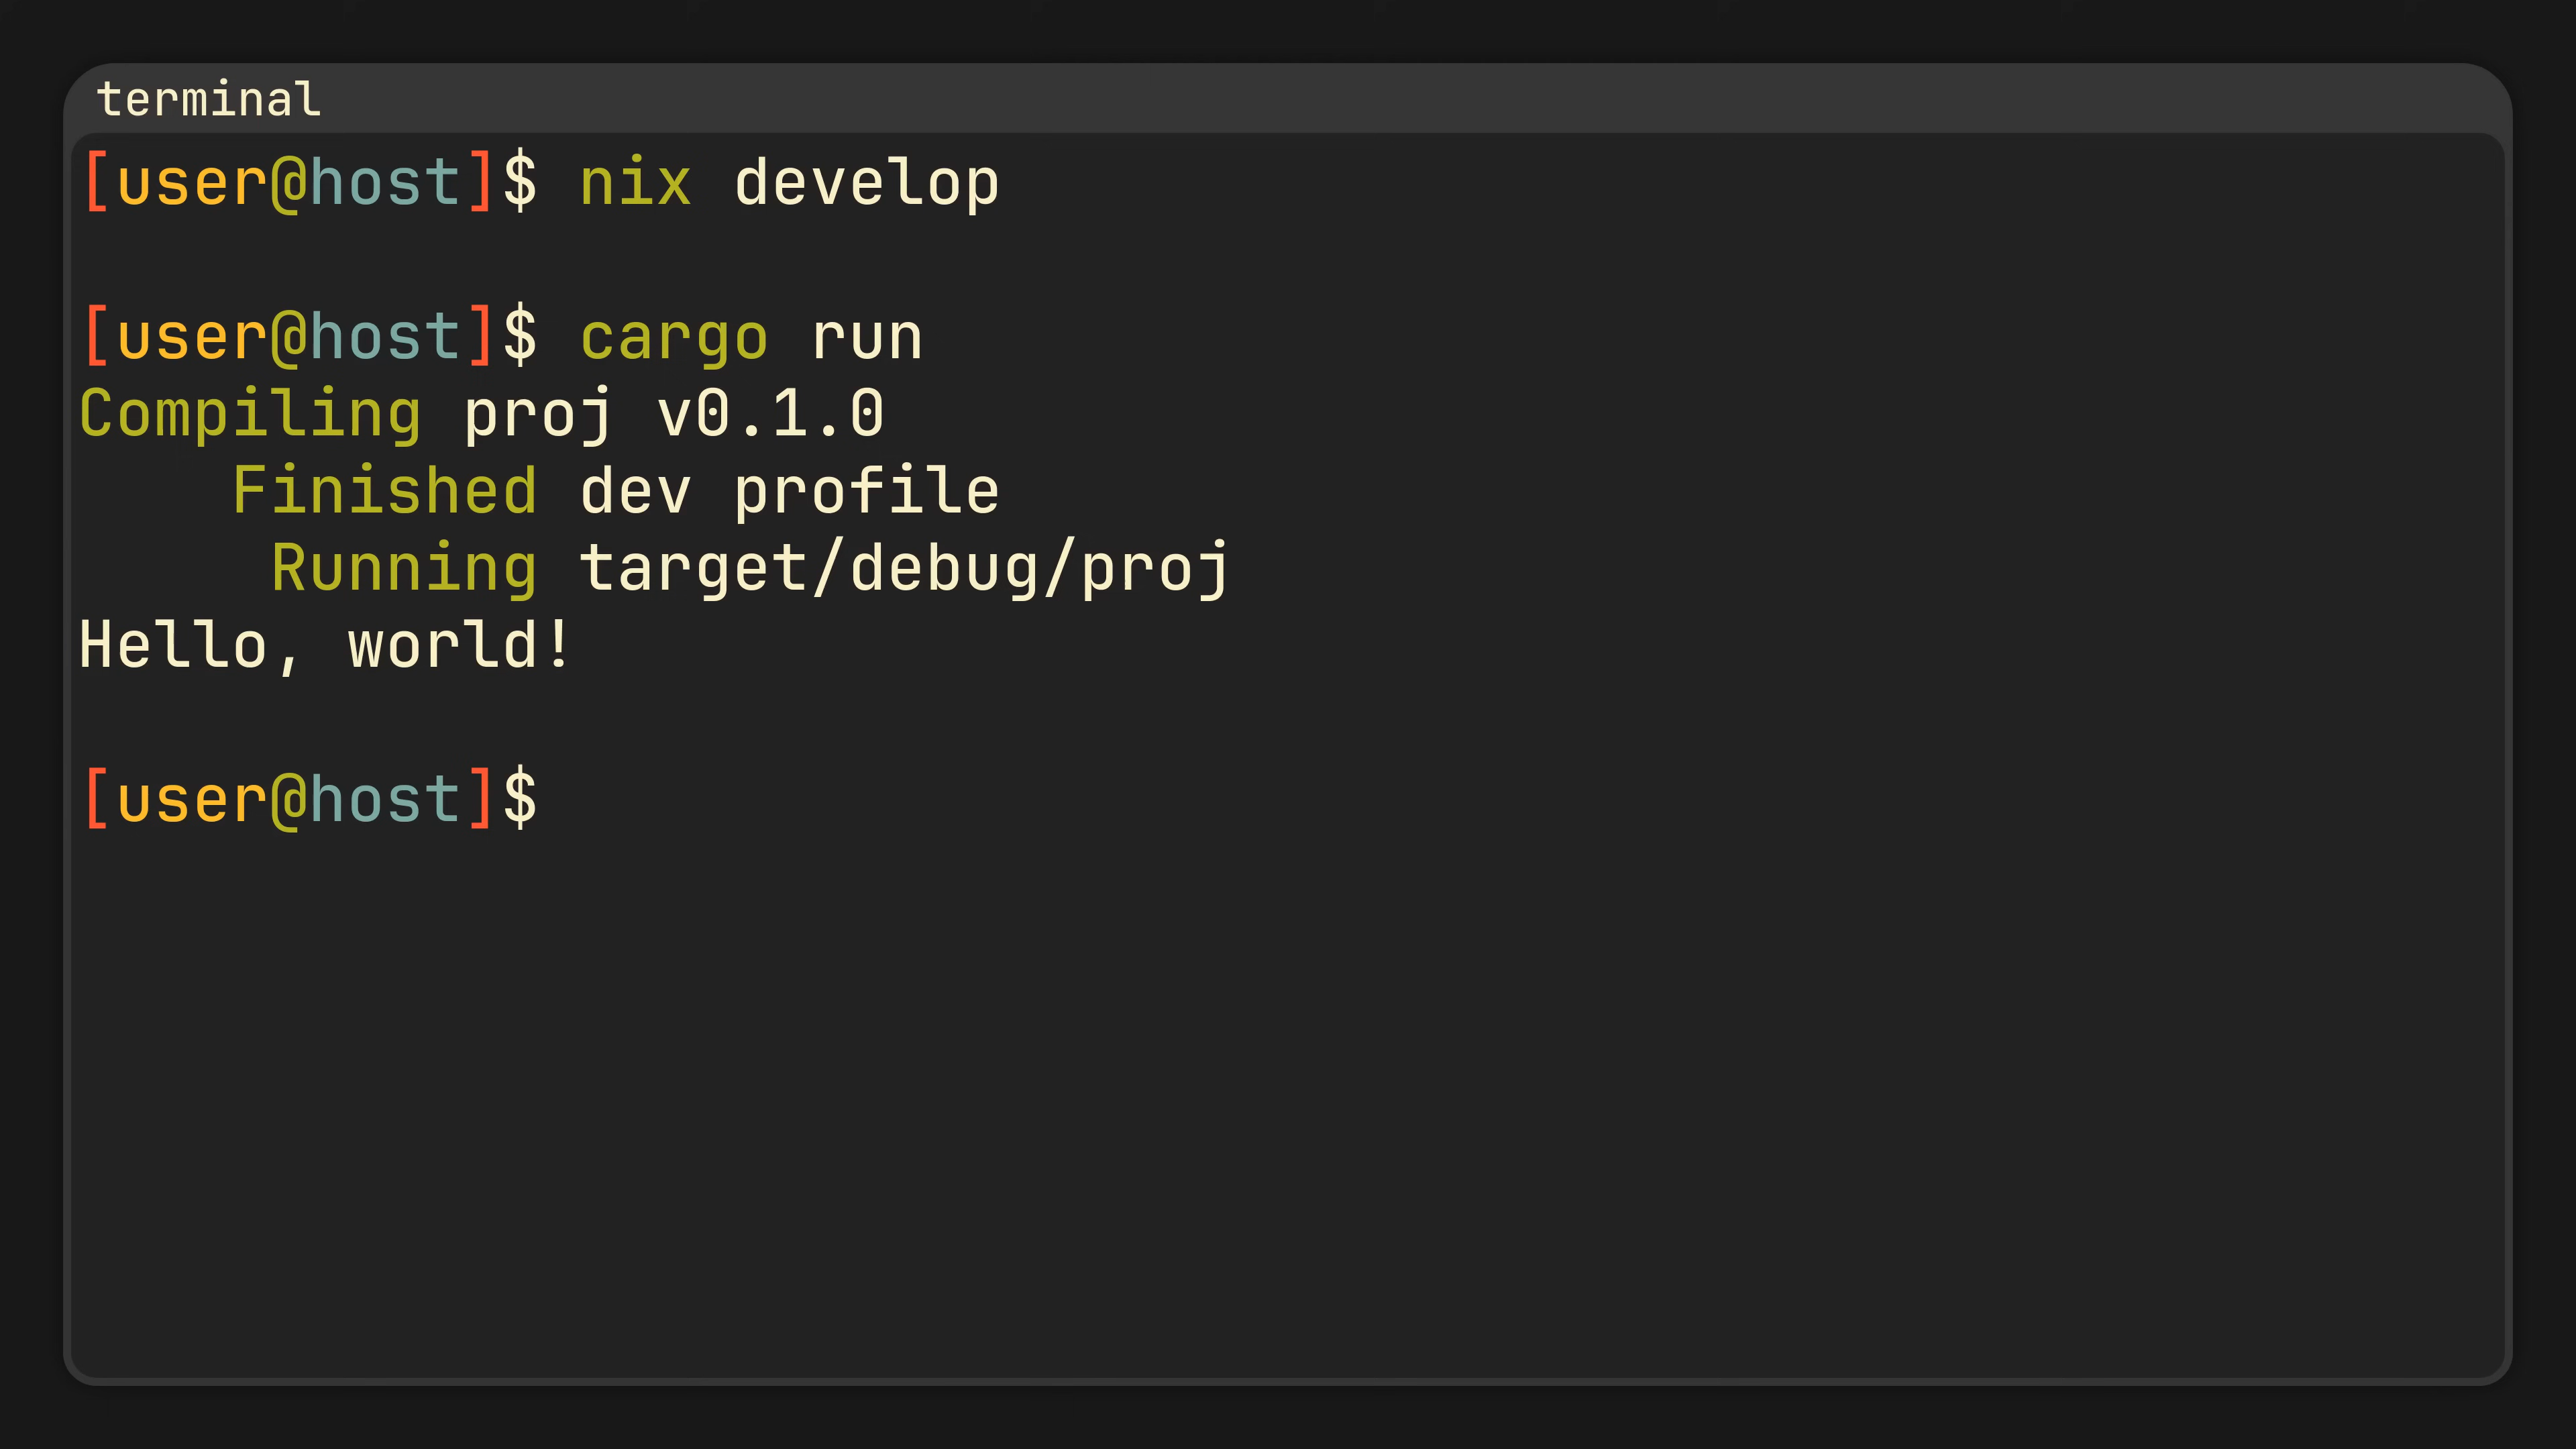 terminal
[user@host]$ nix develop
[user@host]$ cargo run
Compiling proj v0.1.0
    Finished dev profile
     Running target/debug/proj
Hello, world!
[user@host]$